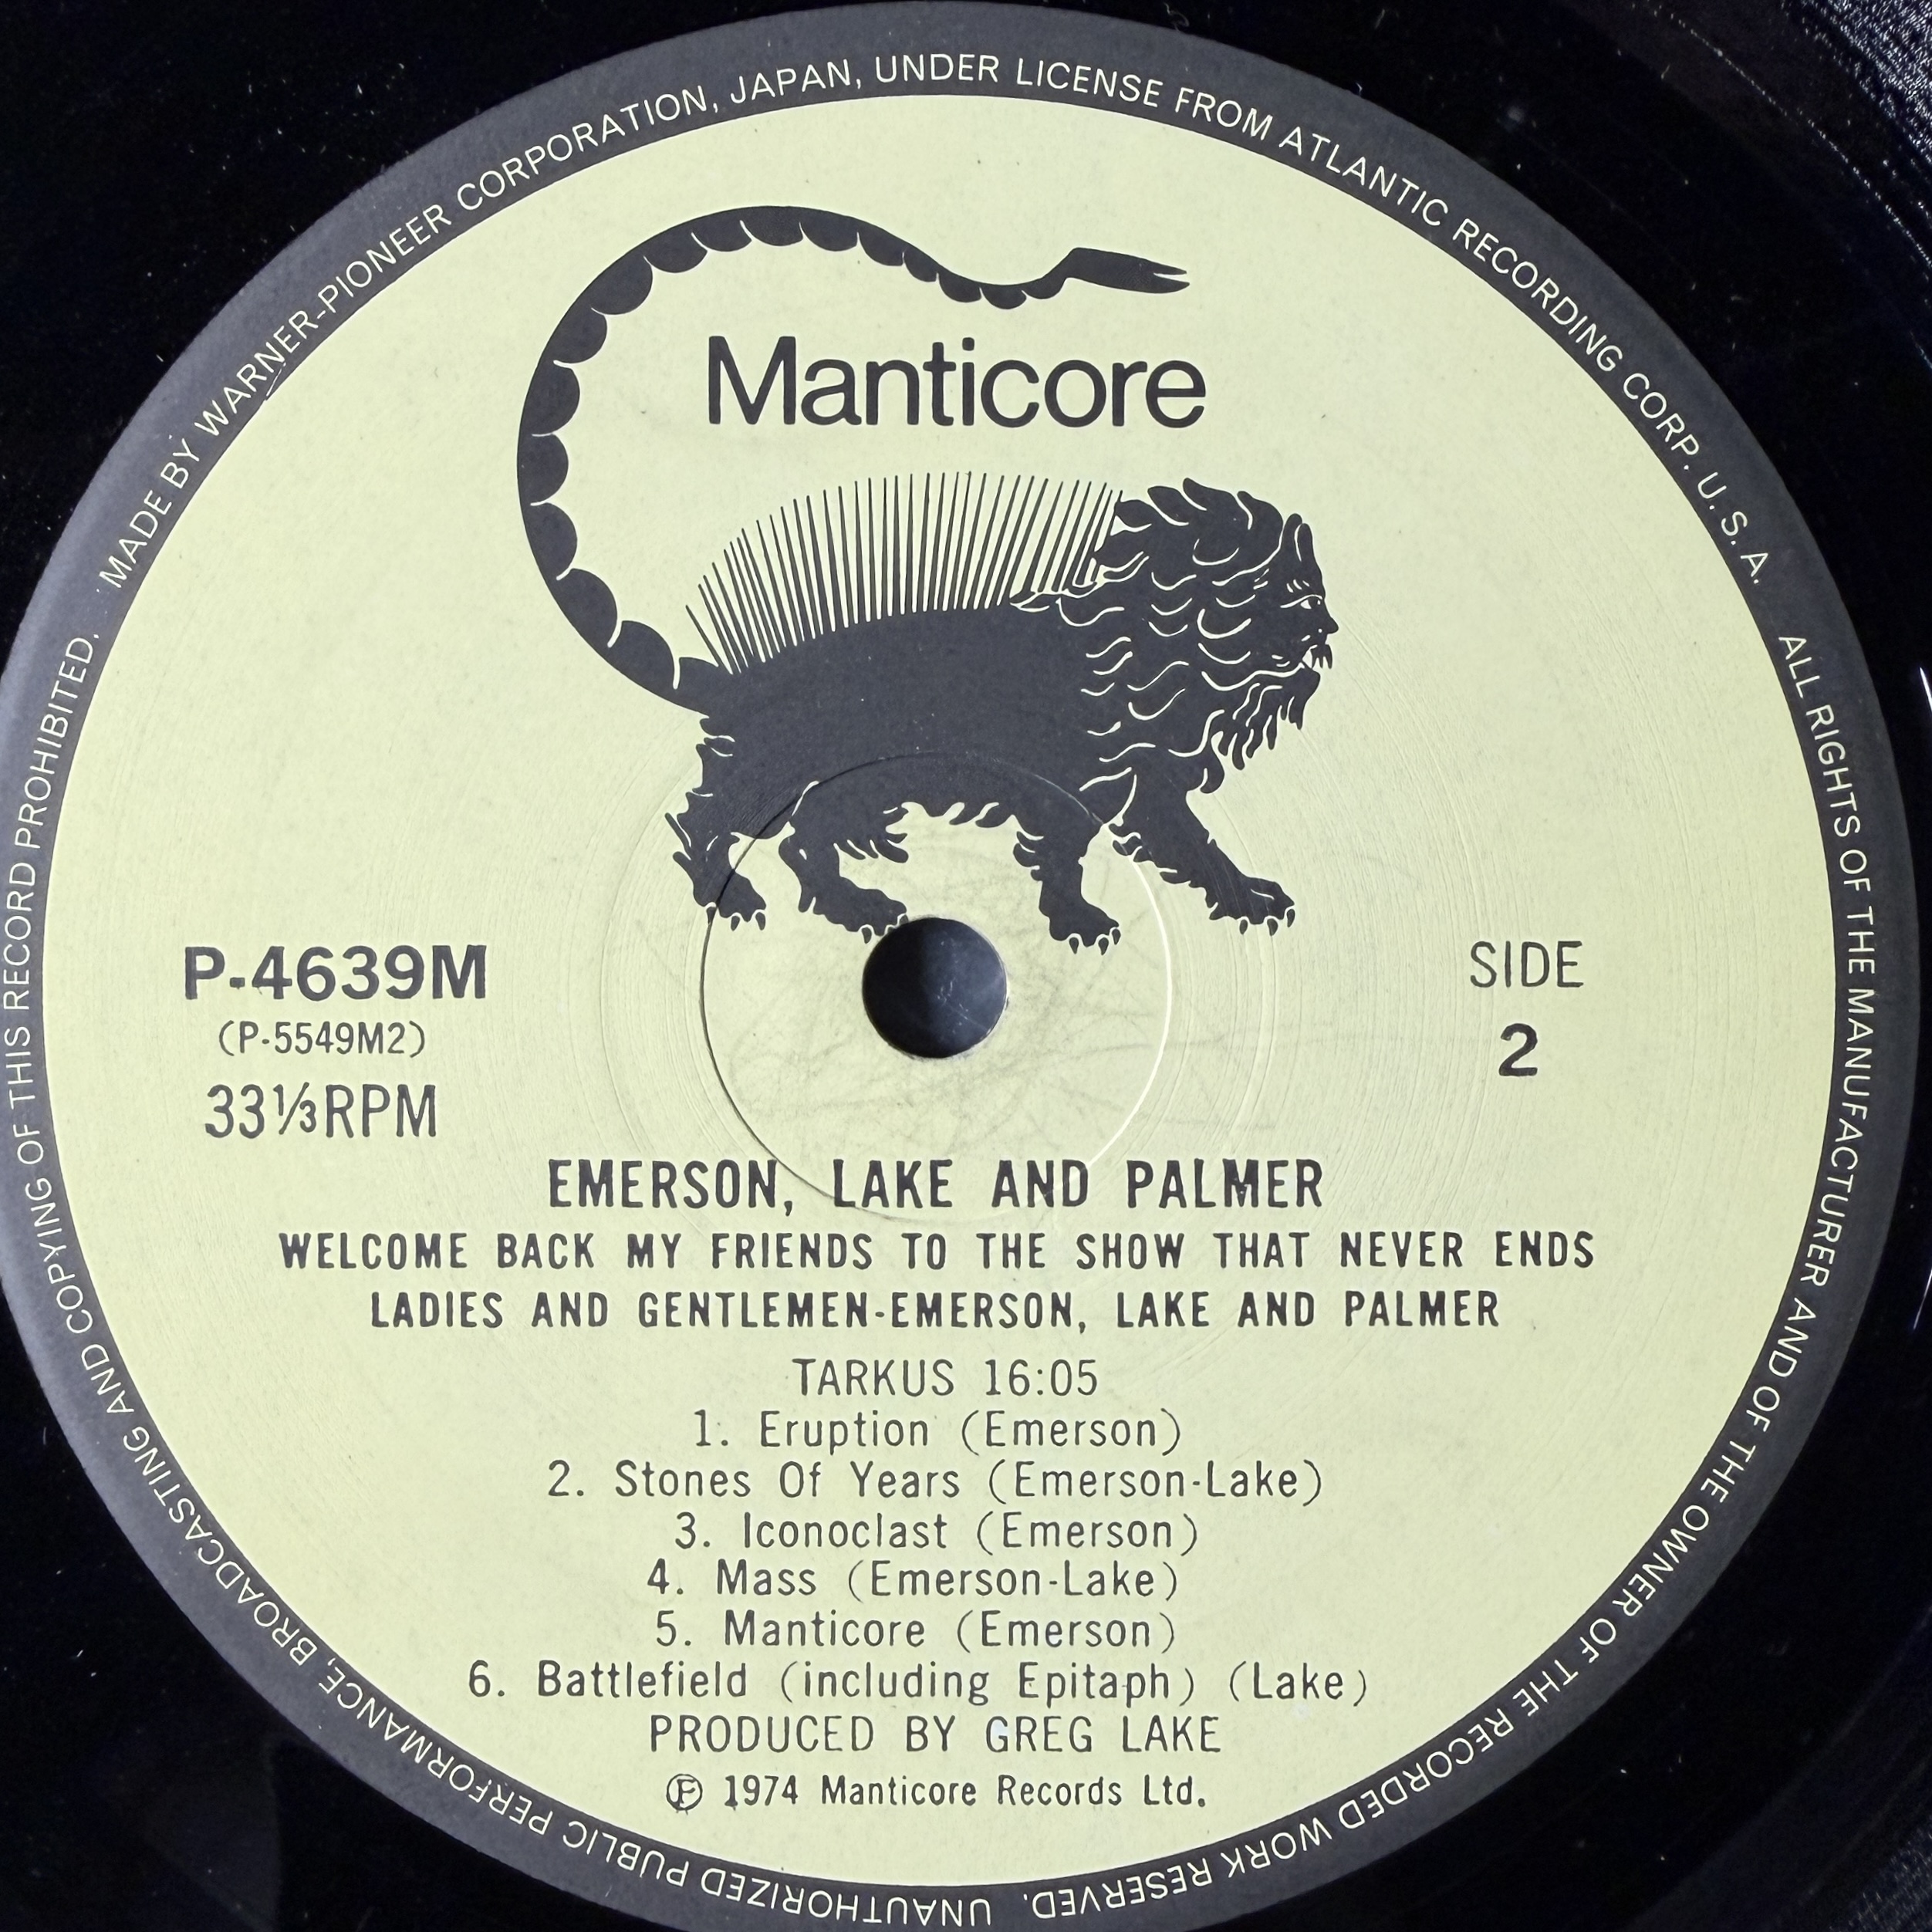 MADE BY WARNER-PIONEER CORPORATION, JAPAN, UNDER LICENSE FROM ATLANTIC RECORDING CORP. U. S. A.
ALL RIGHTS OF THE MANUFACTURER AND OF THE OWNER OF THE RECORDED WORK RESERVED.
UNAUTHORIZED PUBLIC PERFORMANCE, BROADCASTING AND COPYING OF THIS RECORD PROHIBITED.
Manticore
P-4639M
(P-5549M2)
33⅓RPM
SIDE
2
EMERSON, LAKE AND PALMER
WELCOME BACK MY FRIENDS TO THE SHOW THAT NEVER ENDS
LADIES AND GENTLEMEN-EMERSON, LAKE AND PALMER
TARKUS 16:05
1. Eruption (Emerson)
2. Stones Of Years (Emerson-Lake)
3. Iconoclast (Emerson)
4. Mass (Emerson-Lake)
5. Manticore (Emerson)
6. Battlefield (including Epitaph) (Lake)
PRODUCED BY GREG LAKE
Ⓟ 1974 Manticore Records Ltd.